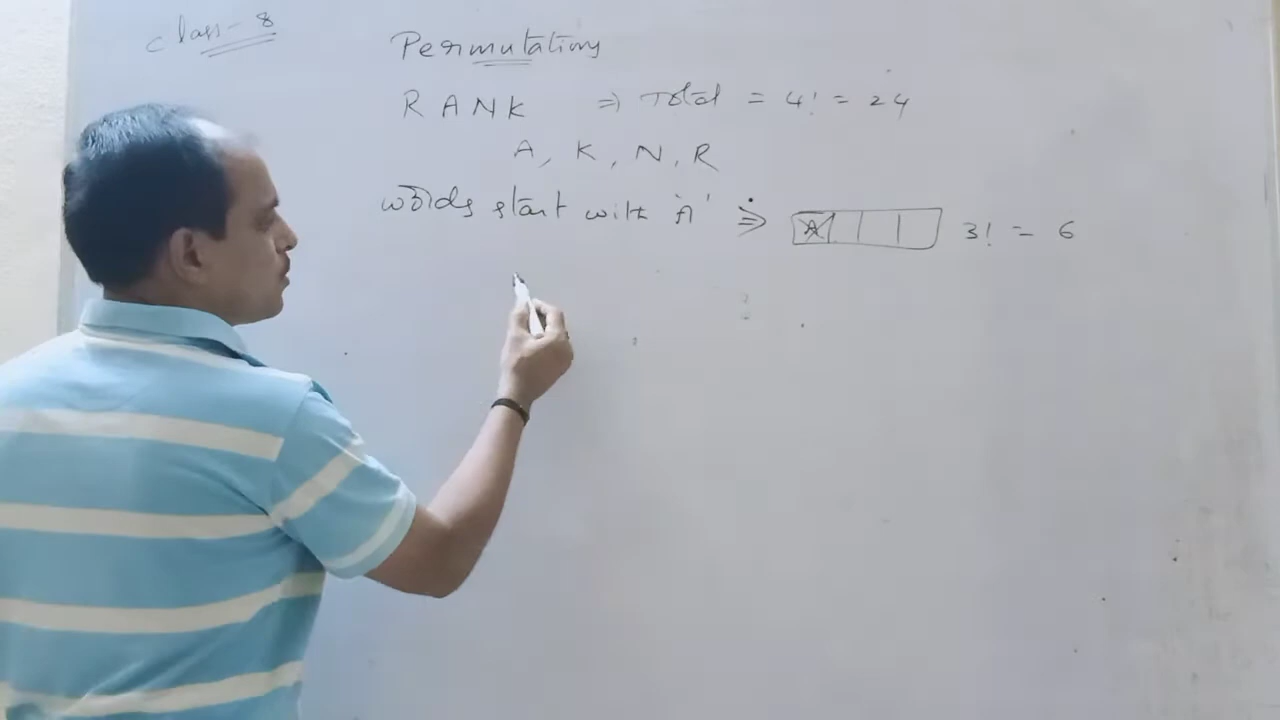 class-8
Permutations
RANK ⇒ Total = 4! = 24
A, K, N, R
words start with 'A' ⇒ A 3! = 6